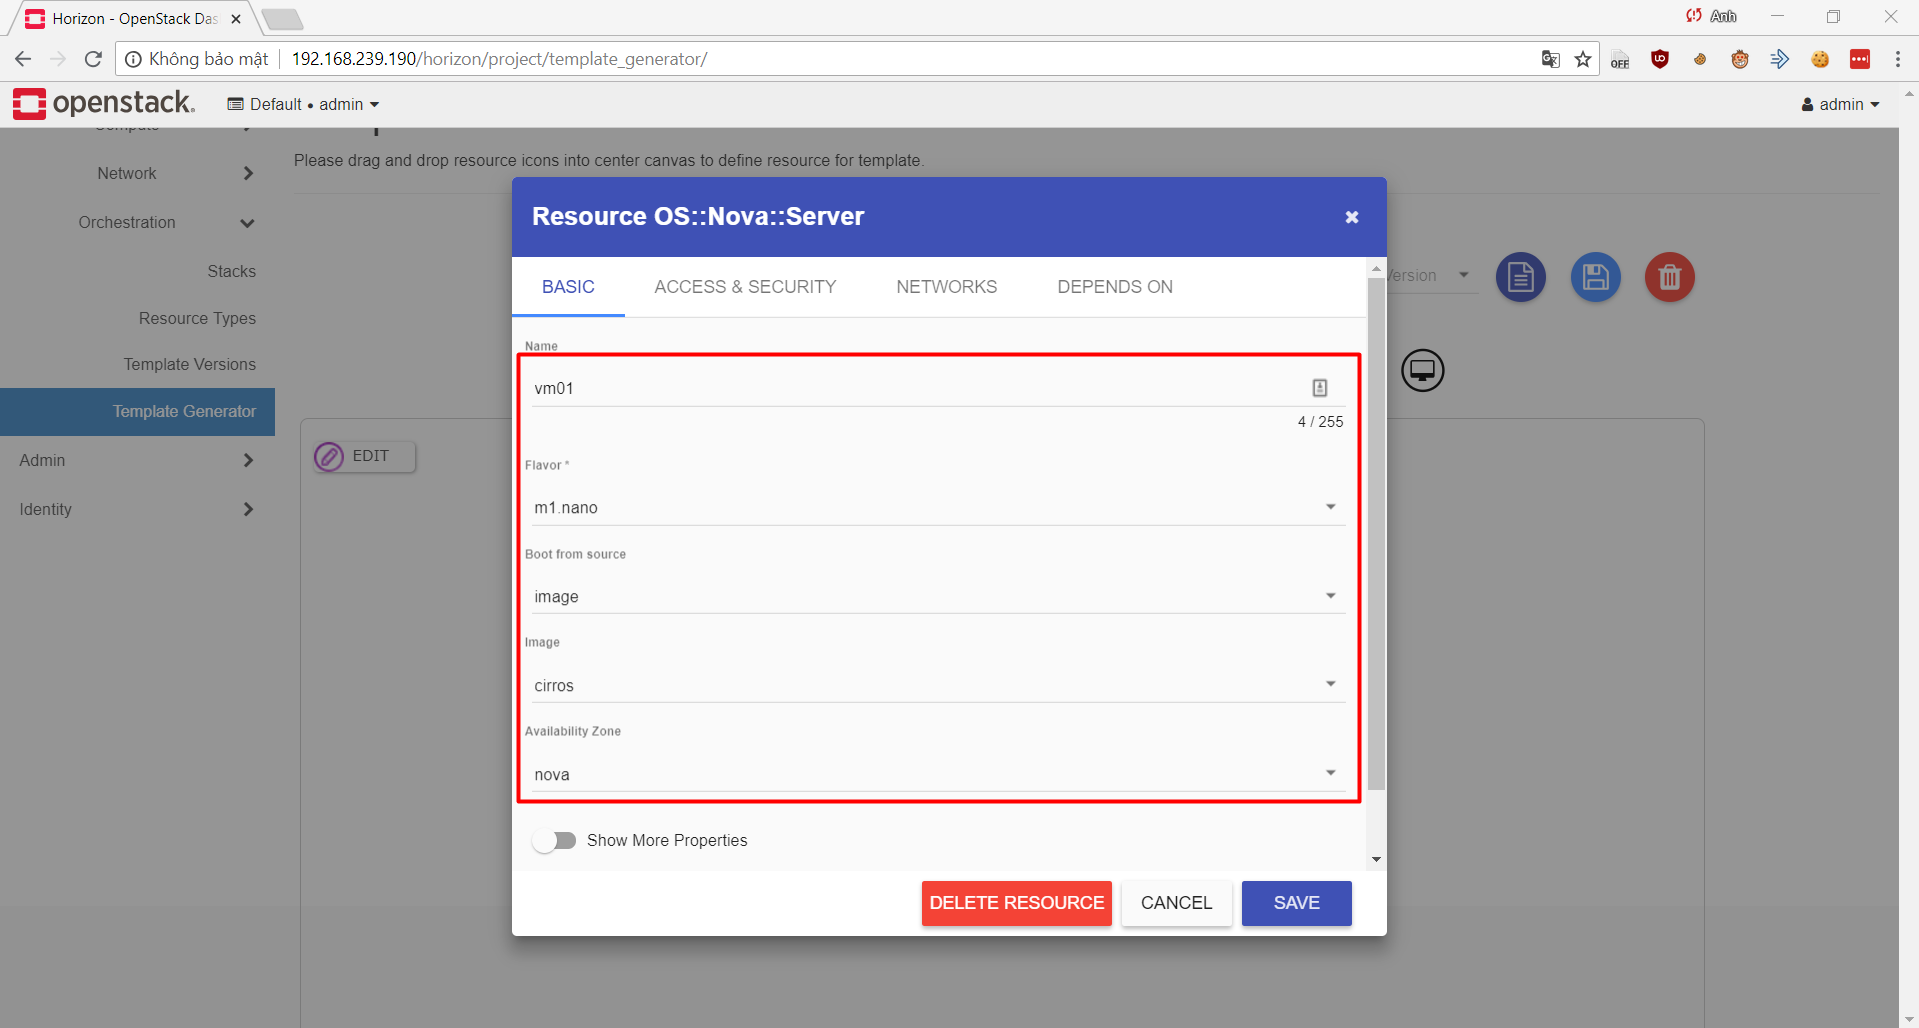 Horizon - OpenStack Das
Anh
Không bảo mật
192.168.239.190/horizon/project/template_generator/
OFF
openstack.
Default • admin
admin
Compute
Please drag and drop resource icons into center canvas to define resource for template.
Network
Orchestration
Stacks
Resource Types
Template Versions
Template Generator
Admin
Identity
EDIT
Version
Resource OS::Nova::Server
BASIC
ACCESS & SECURITY
NETWORKS
DEPENDS ON
Name
vm01
4 / 255
Flavor *
m1.nano
Boot from source
image
Image
cirros
Availability Zone
nova
Show More Properties
DELETE RESOURCE
CANCEL
SAVE